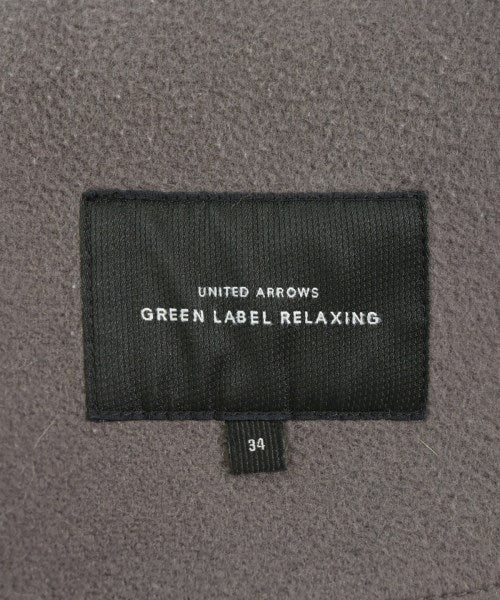 UNITED ARROWS
GREEN LABEL RELAXING
34